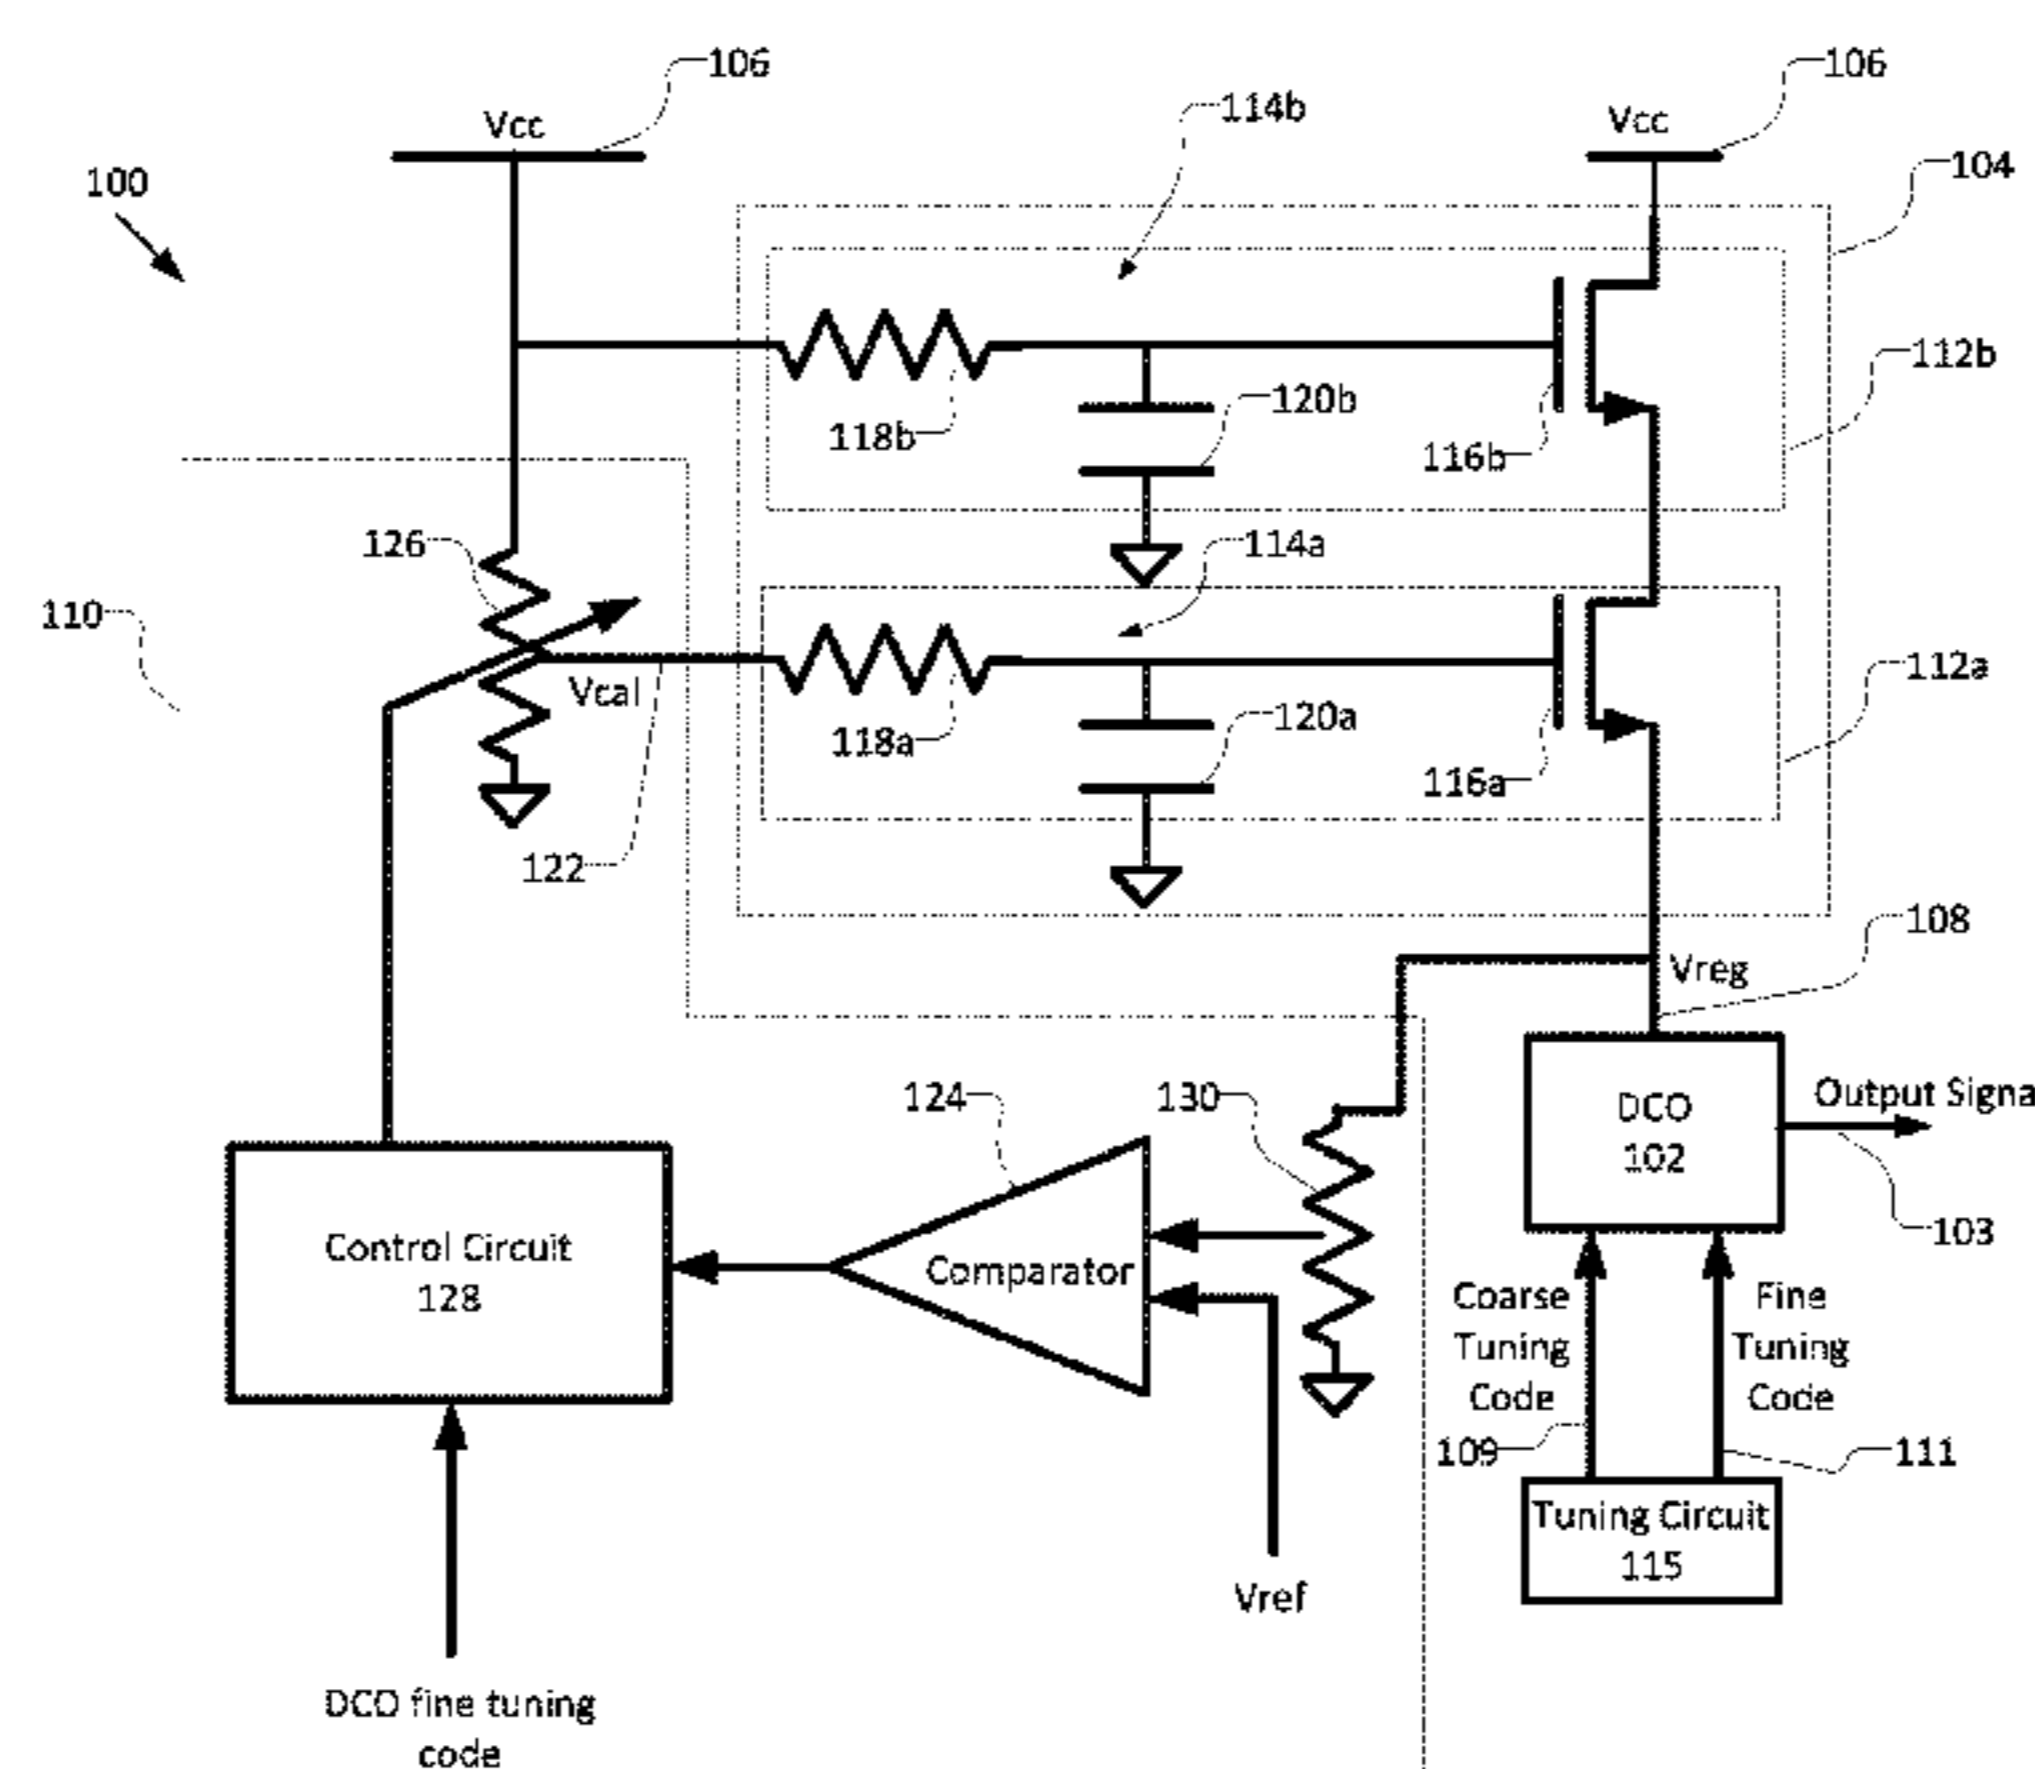 106
106
Vcc
114b
Vcc
104
100
112b
120b
118b
116b
126
114a
110
112a
Vcal
120a
118a
116a
122
108
Vreg
124
130
Output Signa
DCO
102
103
Control Circuit
128
Comparator
Coarse
Tuning
Code
Fine
Tuning
Code
109
111
Tuning Circuit
115
Vref
DCO fine tuning
code